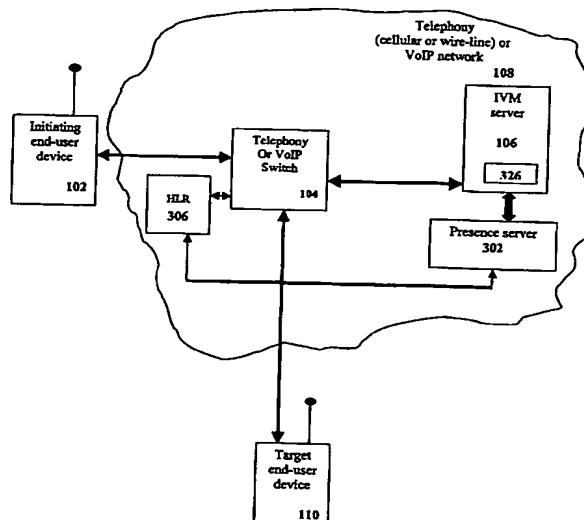 Telephony
(cellular or wire-line) or
VoIP network
108
IVM
server
106
326
Initiating
end-user
device
102
Telephony
Or VoIP
Switch
104
HLR
306
Presence server
302
Target
end-user
device
110